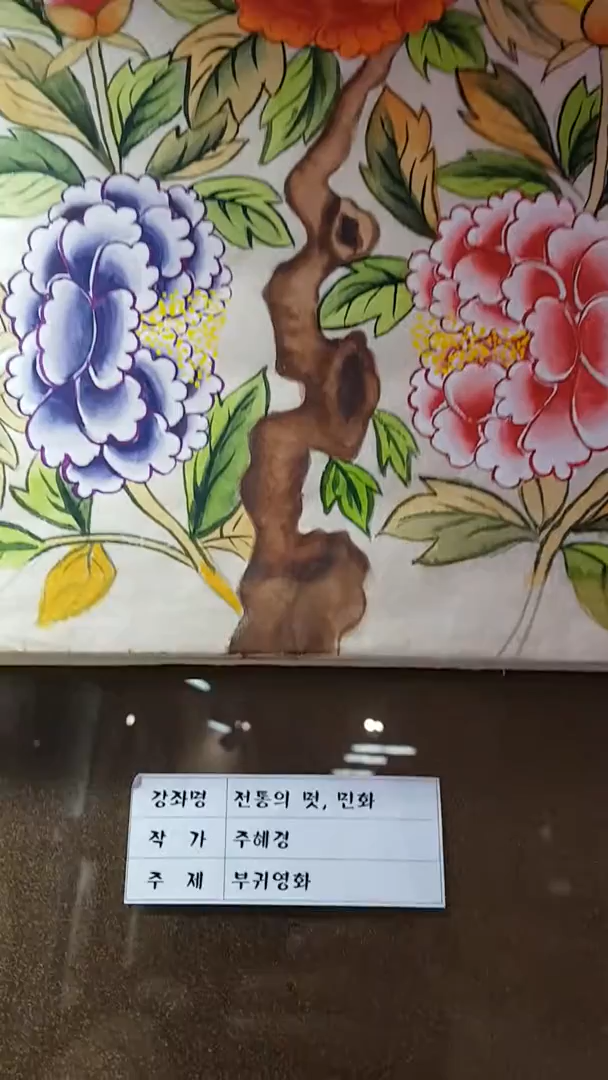 강좌명 전통의 멋, 민화
작 가 주혜경
주 제 부귀영화